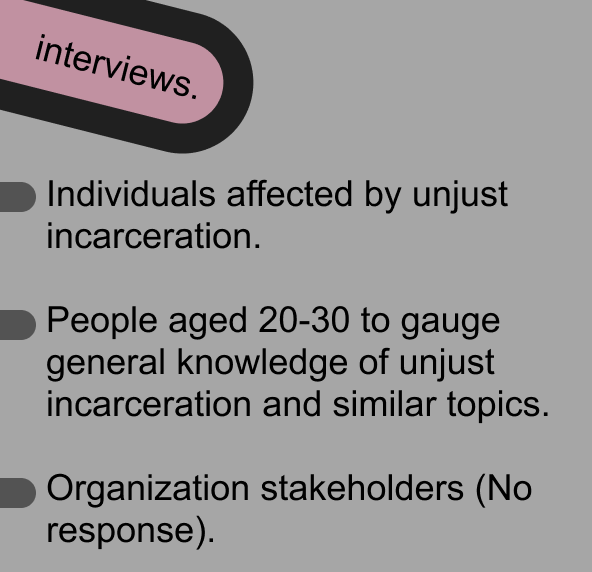 interviews.
Individuals affected by unjust
incarceration.
People aged 20-30 to gauge
general knowledge of unjust
incarceration and similar topics.
Organization stakeholders (No
response).